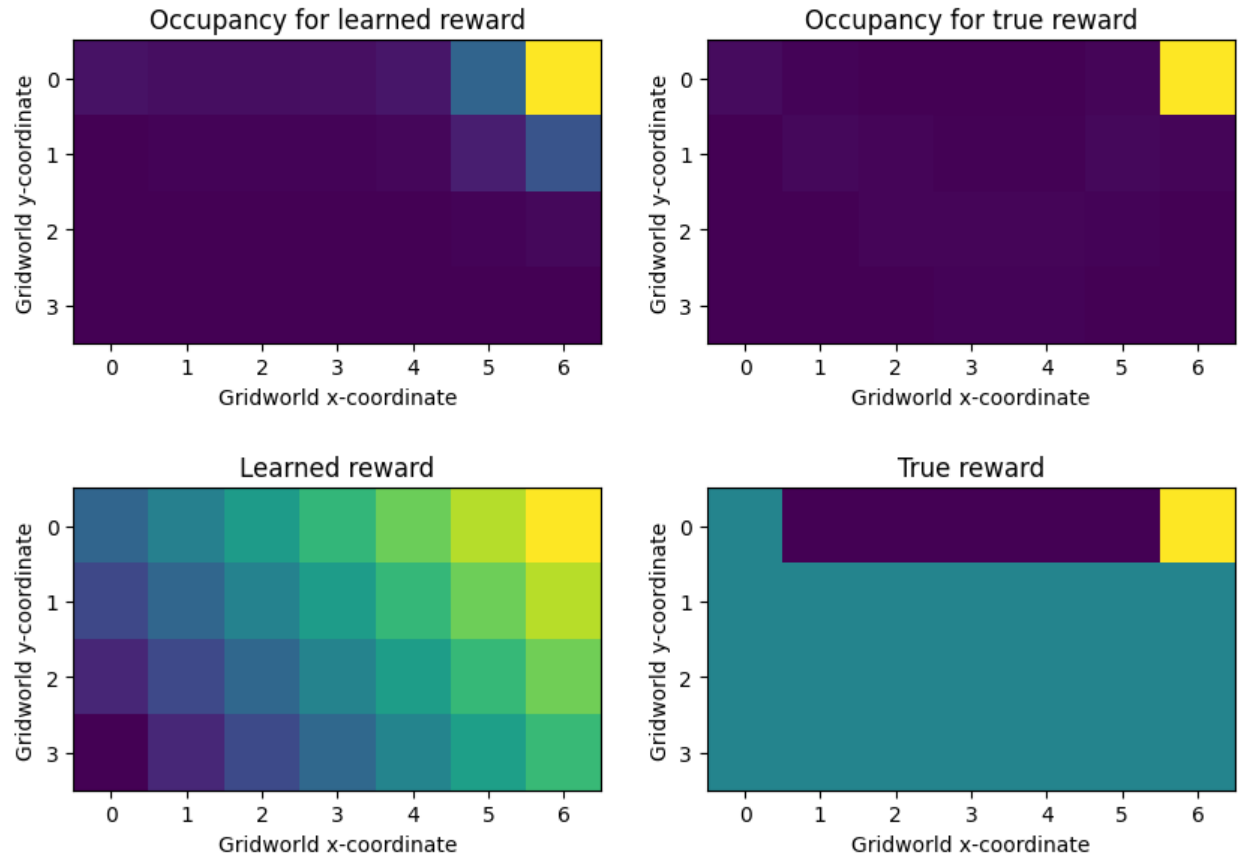 Occupancy for learned reward
Gridworld y-coordinate
0
1
2
3
0 1 2 3 4 5 6
Gridworld x-coordinate
Occupancy for true reward
Gridworld y-coordinate
0
1
2
3
0 1 2 3 4 5 6
Gridworld x-coordinate
Learned reward
Gridworld y-coordinate
0
1
2
3
0 1 2 3 4 5 6
Gridworld x-coordinate
True reward
Gridworld y-coordinate
0
1
2
3
0 1 2 3 4 5 6
Gridworld x-coordinate